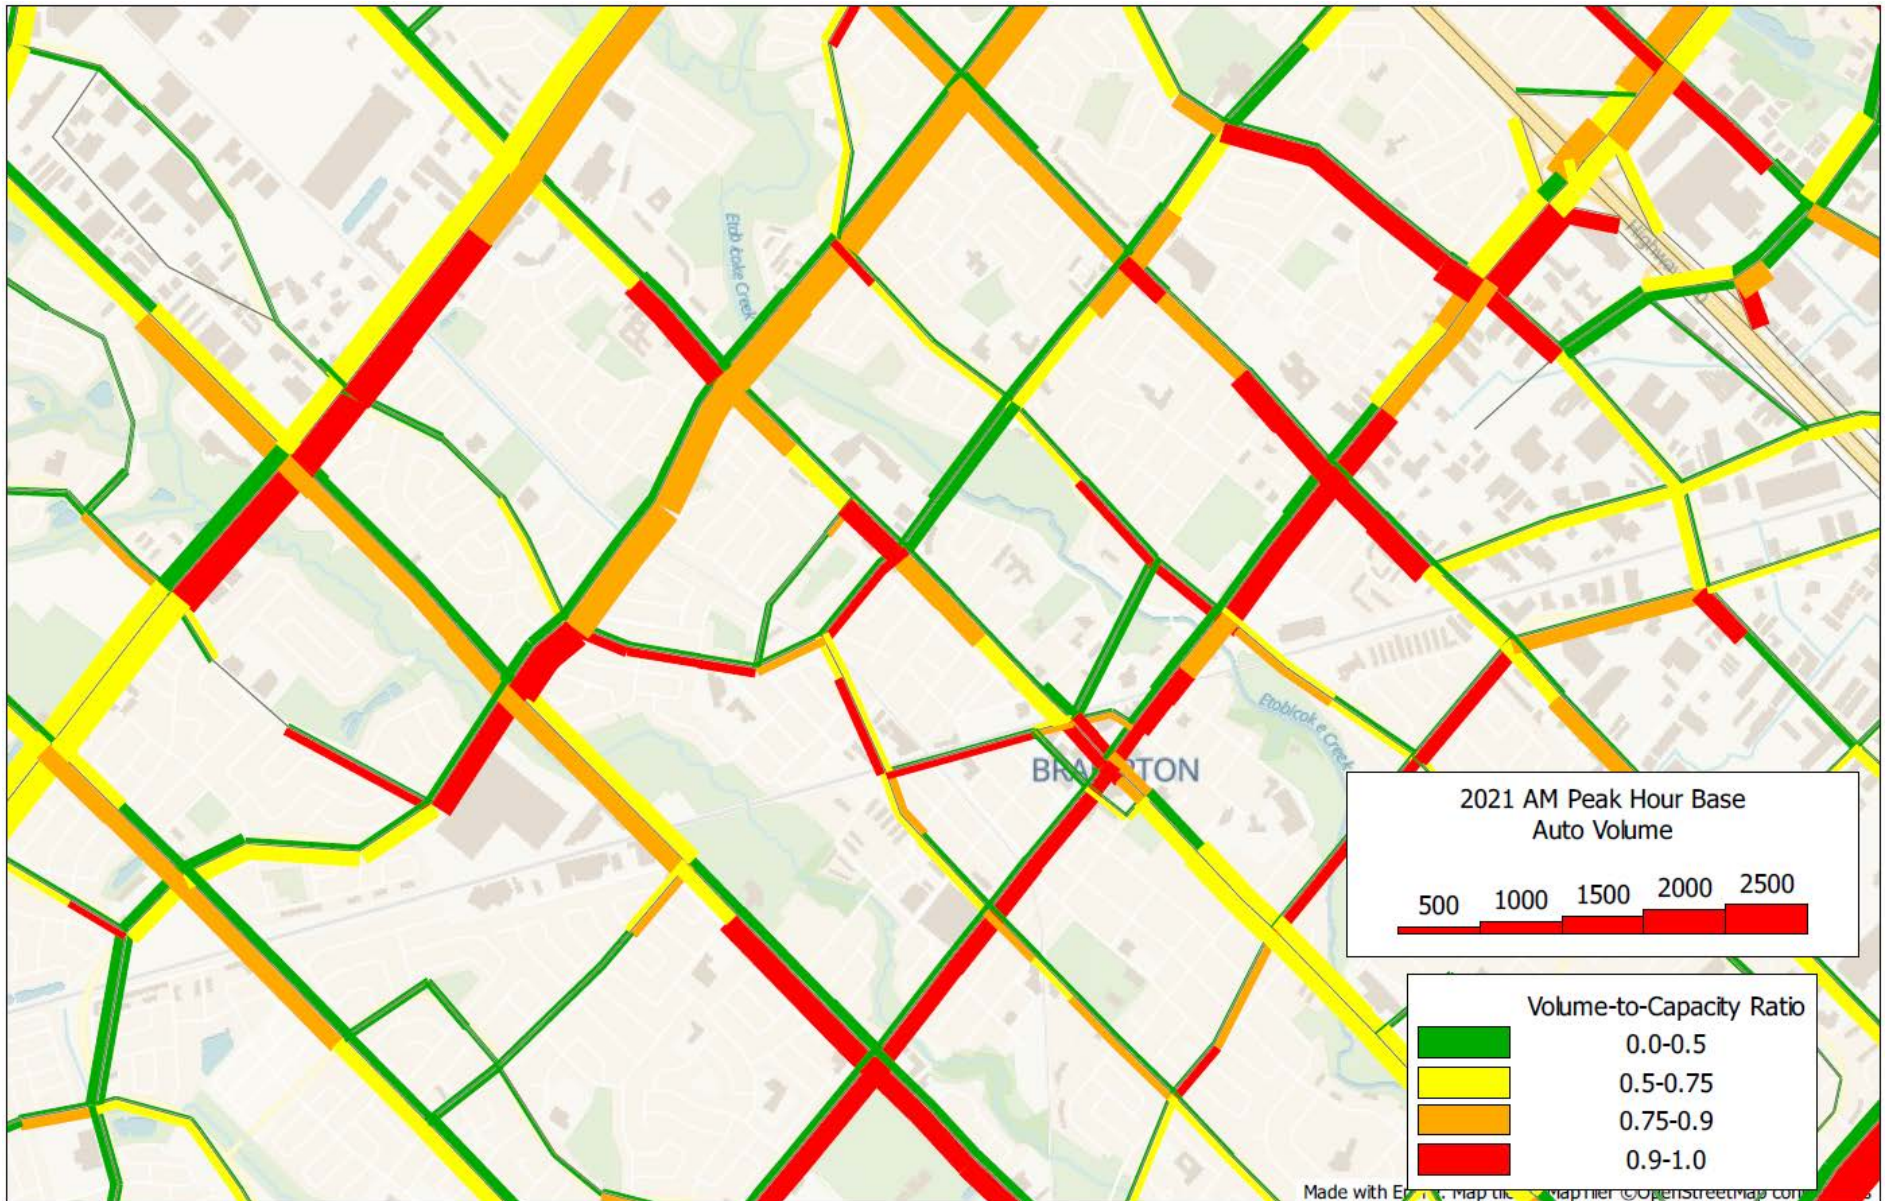 Etobicoke Creek
Highway
BRAMPTON
Etobicoke Creek
2021 AM Peak Hour Base
Auto Volume
500 1000 1500 2000 2500
Volume-to-Capacity Ratio
0.0-0.5
0.5-0.75
0.75-0.9
0.9-1.0
Made with